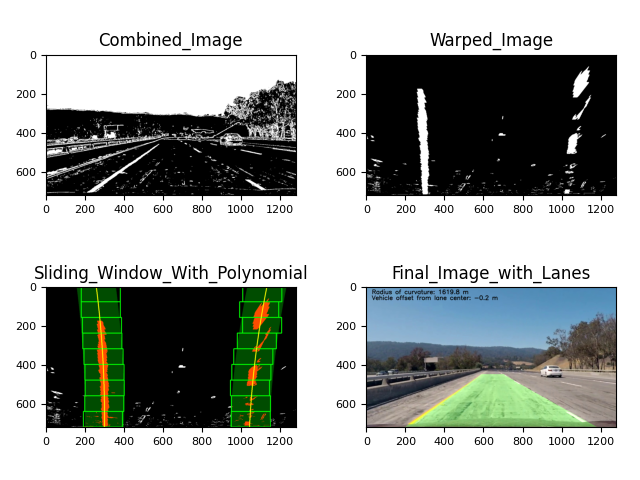 Combined_Image
0
200
400
600
0 200 400 600 800 1000 1200
Warped_Image
0
200
400
600
0 200 400 600 800 1000 1200
Sliding_Window_With_Polynomial
0
200
400
600
0 200 400 600 800 1000 1200
Final_Image_with_Lanes
Radius of curvature: 1619.8 m
Vehicle offset from lane center: −0.2 m
0
200
400
600
0 200 400 600 800 1000 1200